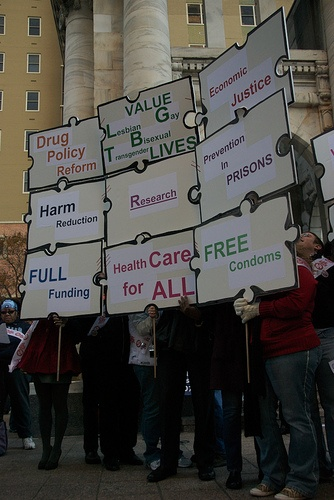 Drug
Policy
Reform
VALUE
Lesbian Gay
Transgender Bisexual
LIVES
Economic
Justice
Harm
Reduction
Research
Prevention
In
PRISONS
FULL
Funding
Health Care
for ALL
FREE
Condoms